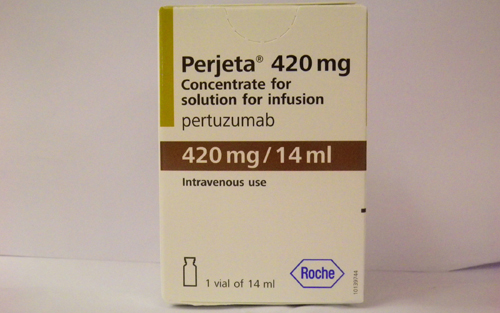 Perjeta® 420 mg
Concentrate for
solution for infusion
pertuzumab
420 mg/14 ml
Intravenous use
1 vial of 14 ml
Roche
10139744